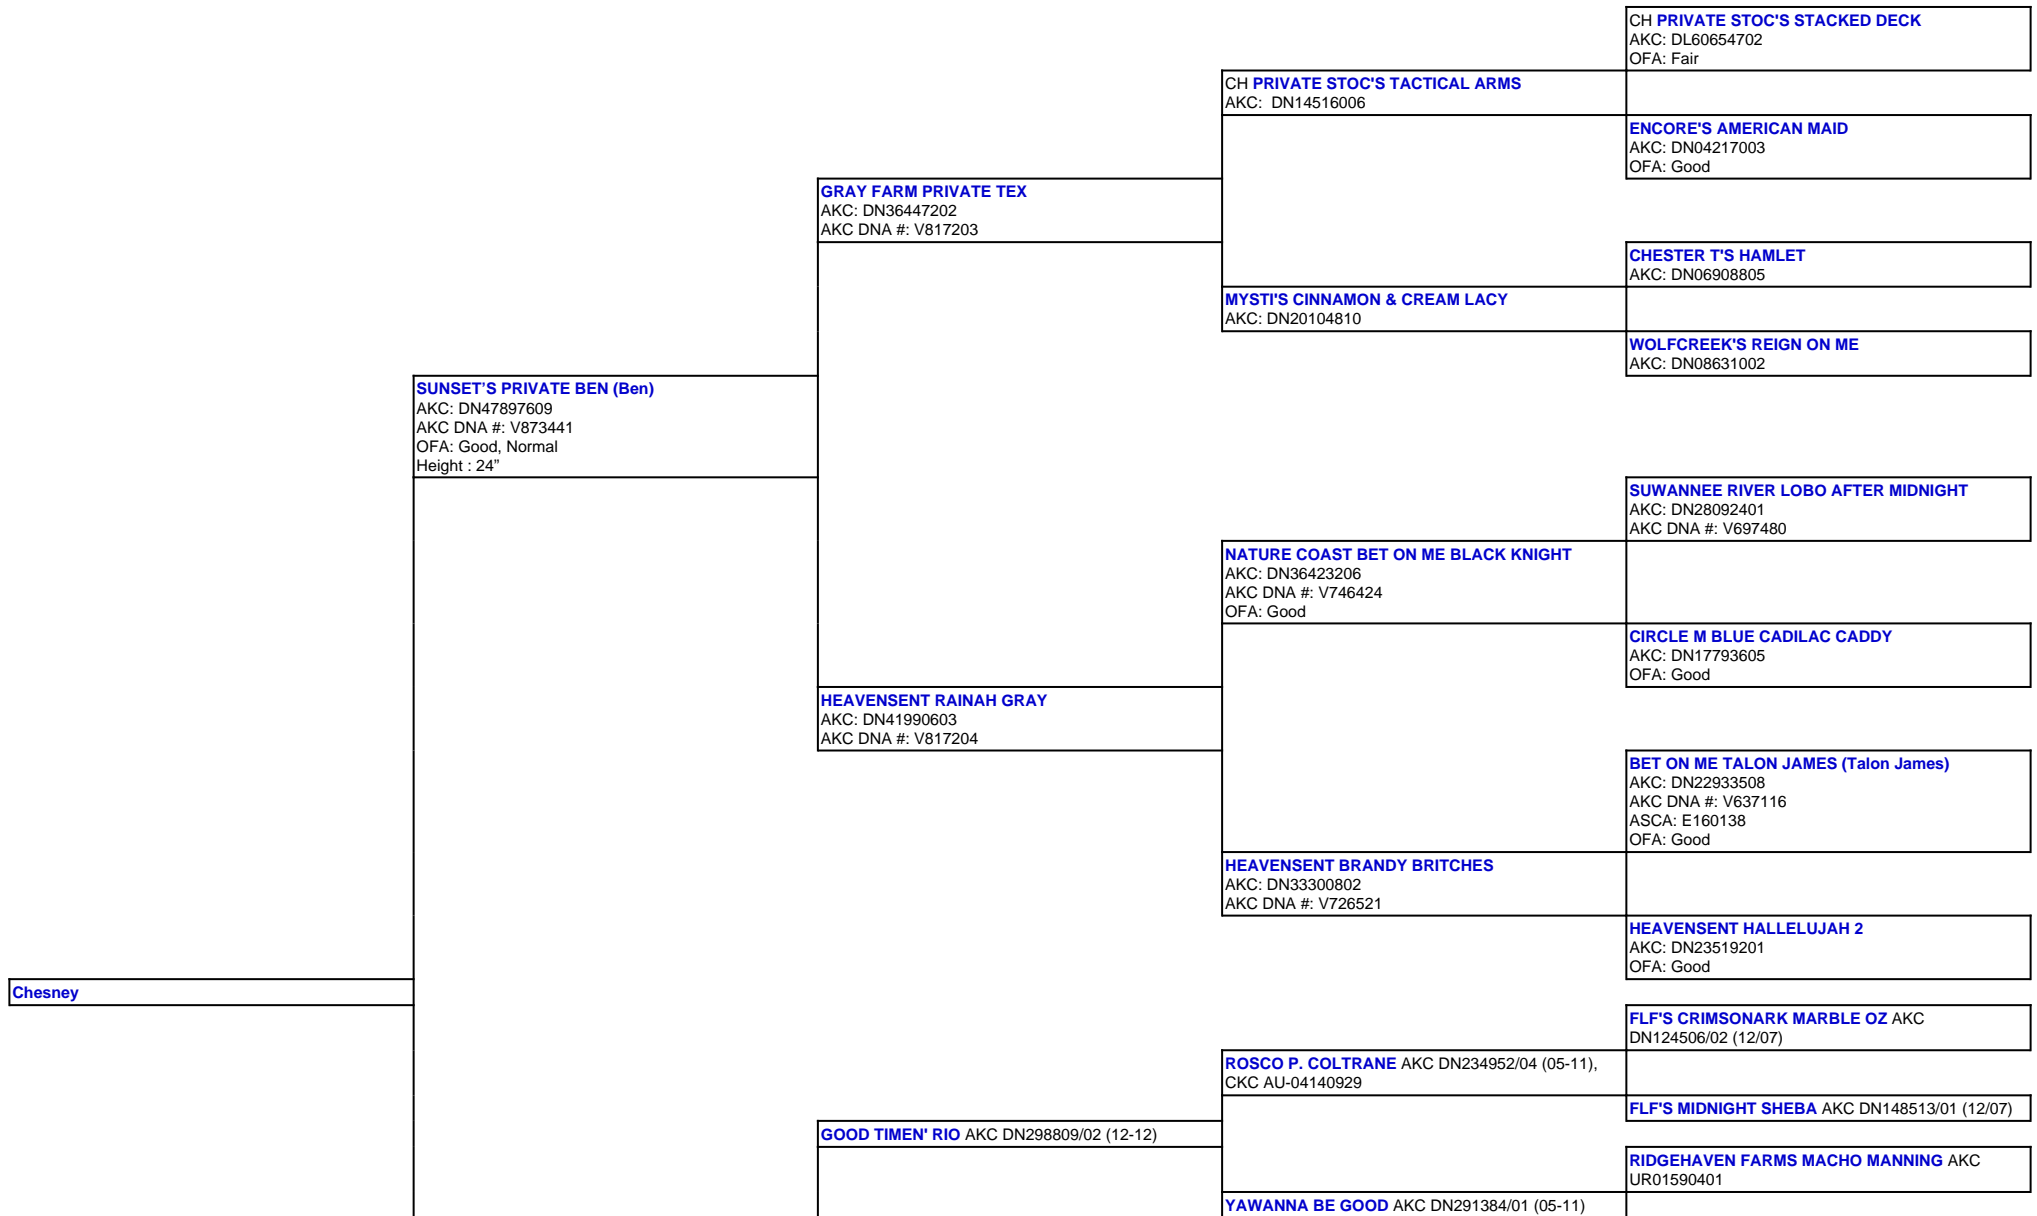 CH PRIVATE STOC'S STACKED DECK
AKC: DL60654702
OFA: Fair
CH PRIVATE STOC'S TACTICAL ARMS
AKC:  DN14516006
ENCORE'S AMERICAN MAID
AKC: DN04217003
OFA: Good
GRAY FARM PRIVATE TEX
AKC: DN36447202
AKC DNA #: V817203
CHESTER T'S HAMLET
AKC: DN06908805
MYSTI'S CINNAMON & CREAM LACY
AKC: DN20104810
WOLFCREEK'S REIGN ON ME
AKC: DN08631002
SUNSET’S PRIVATE BEN (Ben)
AKC: DN47897609
AKC DNA #: V873441
OFA: Good, Normal
Height : 24”
SUWANNEE RIVER LOBO AFTER MIDNIGHT
AKC: DN28092401
AKC DNA #: V697480
NATURE COAST BET ON ME BLACK KNIGHT
AKC: DN36423206
AKC DNA #: V746424
OFA: Good
CIRCLE M BLUE CADILAC CADDY
AKC: DN17793605
OFA: Good
HEAVENSENT RAINAH GRAY
AKC: DN41990603
AKC DNA #: V817204
BET ON ME TALON JAMES (Talon James)
AKC: DN22933508
AKC DNA #: V637116
ASCA: E160138
OFA: Good
HEAVENSENT BRANDY BRITCHES
AKC: DN33300802
AKC DNA #: V726521
HEAVENSENT HALLELUJAH 2
AKC: DN23519201
OFA: Good
Chesney
FLF'S CRIMSONARK MARBLE OZ AKC
DN124506/02 (12/07)
ROSCO P. COLTRANE AKC DN234952/04 (05-11),
CKC AU-04140929
FLF'S MIDNIGHT SHEBA AKC DN148513/01 (12/07)
GOOD TIMEN' RIO AKC DN298809/02 (12-12)
RIDGEHAVEN FARMS MACHO MANNING AKC
UR01590401
YAWANNA BE GOOD AKC DN291384/01 (05-11)